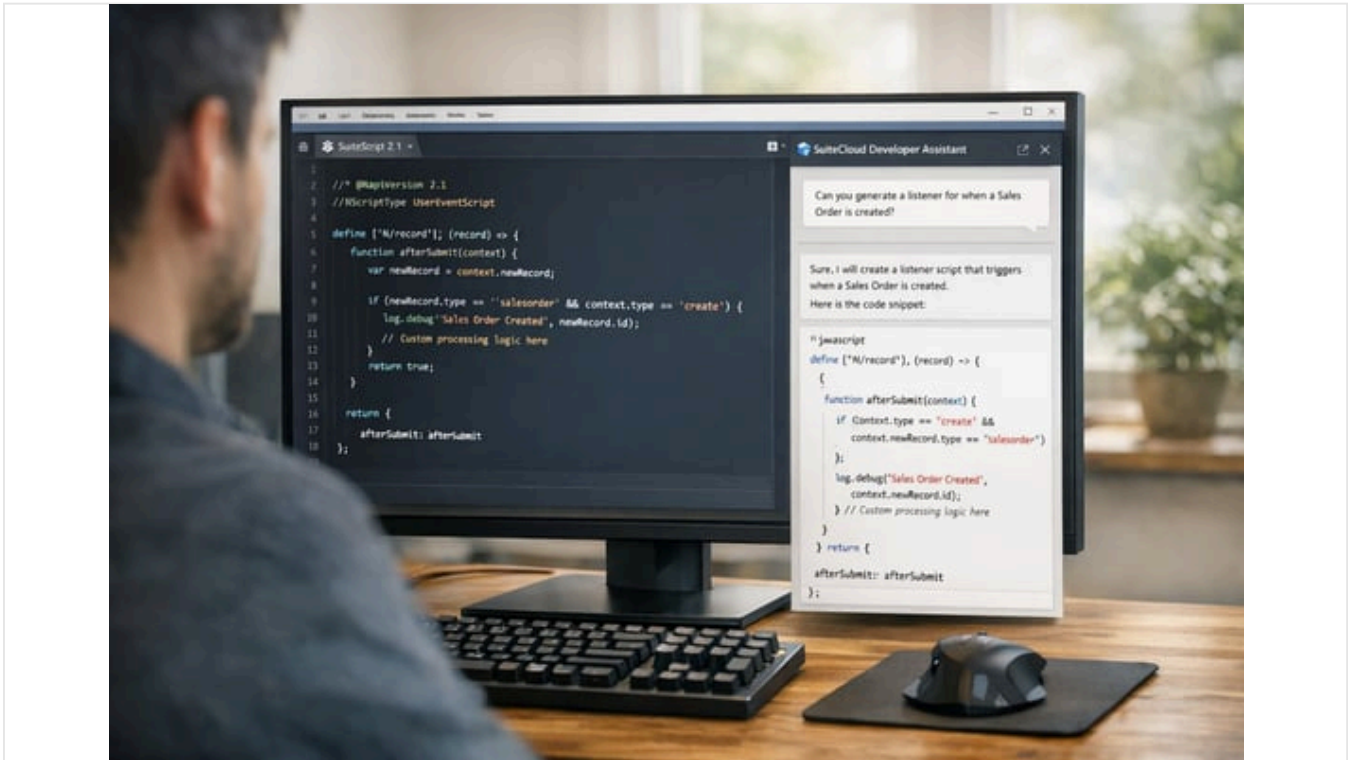 SuiteScript 2.1
1
2 //* @NapiVersion 2.1
3 //NScriptType UserEventScript
4
5 define ['N/record'], (record) => {
6 function afterSubmit(context) {
7 var newRecord = context.newRecord;
8
9 if (newRecord.type == ''salesorder' && context.type == 'create') {
10 log.debug''Sales Order Created', newRecord.id);
11 // Custom processing logic here
12 }
13 return true;
14 }
15
16 return {
17 afterSubmit: afterSubmit
18 };
SuiteCloud Developer Assistant
Can you generate a listener for when a Sales
Order is created?
Sure, I will create a listener script that triggers
when a Sales Order is created.
Here is the code snippet:
javascript
define ["N/record"], (record) => {
{
function afterSubmit(context) {
if Context.type == "create" &&
context.newRecord.type == "salesorder")
};
log.debug("Sales Order Created",
context.newRecord.id);
} // Custom processing logic here
}
} return {
afterSubmit: afterSubmit
};